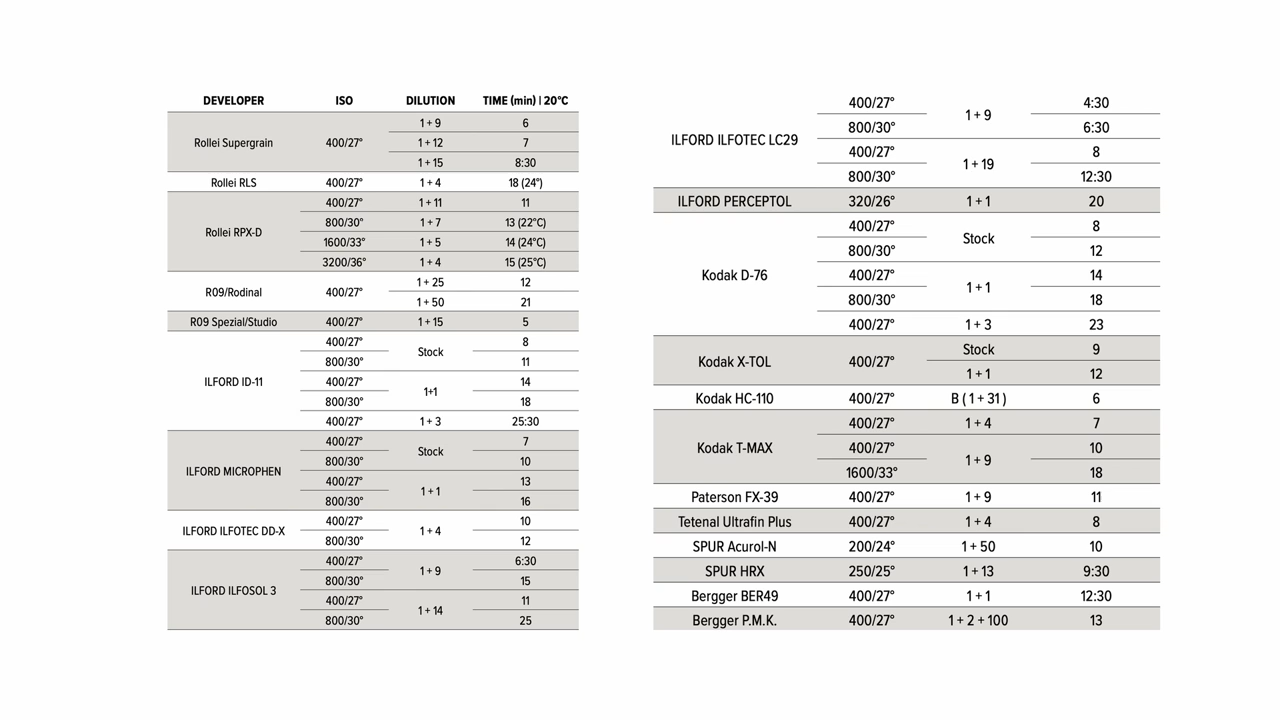 DEVELOPER ISO DILUTION TIME (min) | 20°C
Rollei Supergrain 400/27° 1 + 9 6
1 + 12 7
1 + 15 8:30
Rollei RLS 400/27° 1 + 4 18 (24°)
Rollei RPX-D 400/27° 1 + 11 11
800/30° 1 + 7 13 (22°C)
1600/33° 1 + 5 14 (24°C)
3200/36° 1 + 4 15 (25°C)
R09/Rodinal 400/27° 1 + 25 12
1 + 50 21
R09 Spezial/Studio 400/27° 1 + 15 5
ILFORD ID-11 400/27° Stock 8
800/30° 11
400/27° 1+1 14
800/30° 18
400/27° 1 + 3 25:30
ILFORD MICROPHEN 400/27° Stock 7
800/30° 10
400/27° 1 + 1 13
800/30° 16
ILFORD ILFOTEC DD-X 400/27° 1 + 4 10
800/30° 12
ILFORD ILFOSOL 3 400/27° 1 + 9 6:30
800/30° 15
400/27° 1 + 14 11
800/30° 25
ILFORD ILFOTEC LC29 400/27° 1 + 9 4:30
800/30° 6:30
400/27° 1 + 19 8
800/30° 12:30
ILFORD PERCEPTOL 320/26° 1 + 1 20
Kodak D-76 400/27° Stock 8
800/30° 12
400/27° 1 + 1 14
800/30° 18
400/27° 1 + 3 23
Kodak X-TOL 400/27° Stock 9
1 + 1 12
Kodak HC-110 400/27° B ( 1 + 31 ) 6
Kodak T-MAX 400/27° 1 + 4 7
400/27° 1 + 9 10
1600/33° 18
Paterson FX-39 400/27° 1 + 9 11
Tetenal Ultrafin Plus 400/27° 1 + 4 8
SPUR Acurol-N 200/24° 1 + 50 10
SPUR HRX 250/25° 1 + 13 9:30
Bergger BER49 400/27° 1 + 1 12:30
Bergger P.M.K. 400/27° 1 + 2 + 100 13